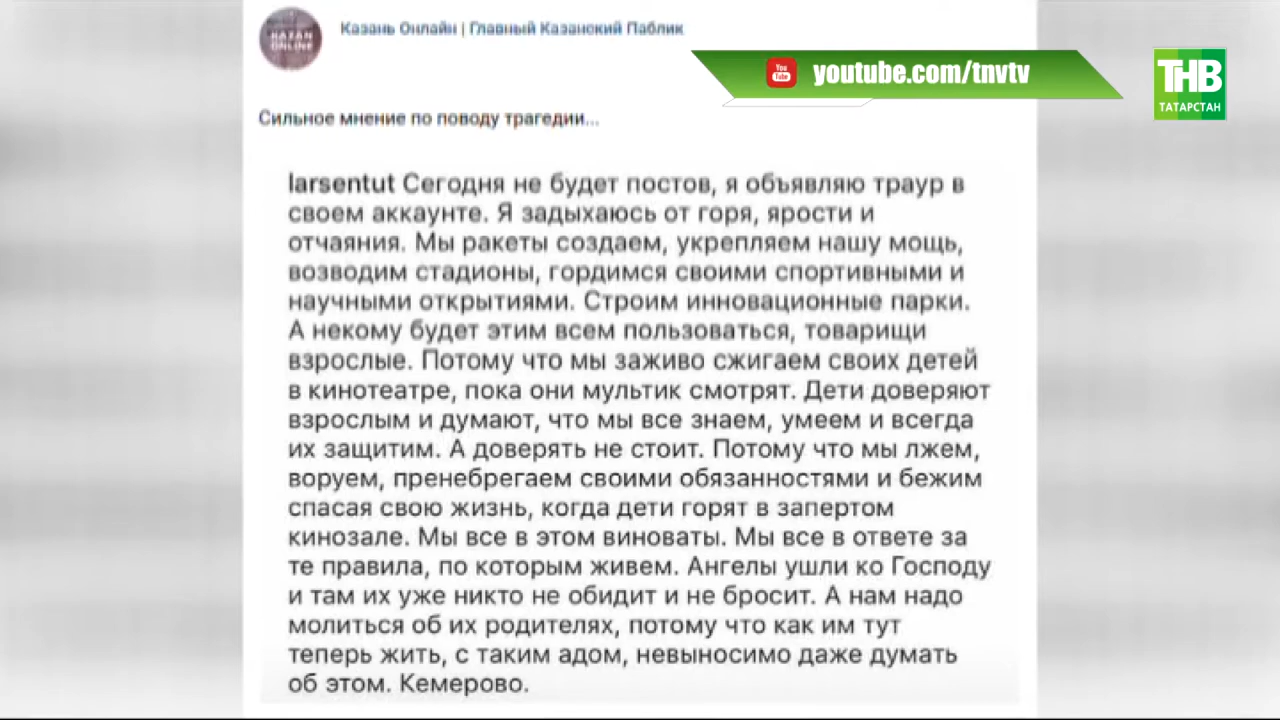 KAZAN
ONLINE
Казань Онлайн | Главный Казанский Паблик
You
Tube
youtube.com/tnvtv
ТНВ
ТАТАРСТАН
Сильное мнение по поводу трагедии...
larsentut Сегодня не будет постов, я объявляю траур в
своем аккаунте. Я задыхаюсь от горя, ярости и
отчаяния. Мы ракеты создаем, укрепляем нашу мощь,
возводим стадионы, гордимся своими спортивными и
научными открытиями. Строим инновационные парки.
А некому будет этим всем пользоваться, товарищи
взрослые. Потому что мы заживо сжигаем своих детей
в кинотеатре, пока они мультик смотрят. Дети доверяют
взрослым и думают, что мы все знаем, умеем и всегда
их защитим. А доверять не стоит. Потому что мы лжем,
воруем, пренебрегаем своими обязанностями и бежим
спасая свою жизнь, когда дети горят в запертом
кинозале. Мы все в этом виноваты. Мы все в ответе за
те правила, по которым живем. Ангелы ушли ко Господу
и там их уже никто не обидит и не бросит. А нам надо
молиться об их родителях, потому что как им тут
теперь жить, с таким адом, невыносимо даже думать
об этом. Кемерово.